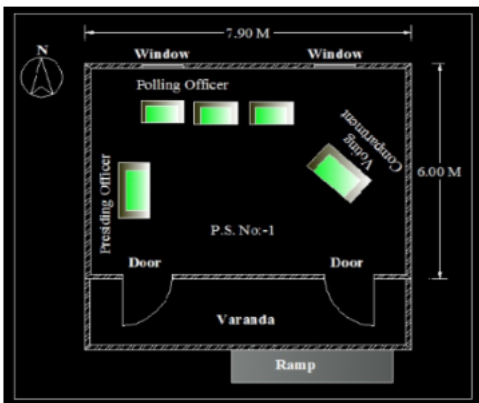 7.90 M
N
Window
Window
Polling Officer
Voting
Compartment
6.00 M
Presiding Officer
P.S. No:-1
Door
Door
Varanda
Ramp